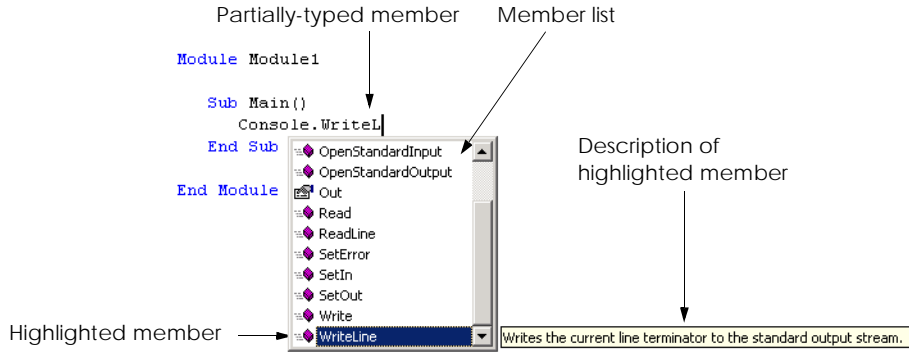 Partially-typed member Member list
Module Module1
Sub Main()
Console.WriteL
End Sub
End Module
OpenStandardInput
OpenStandardOutput
Out
Read
ReadLine
SetError
SetIn
SetOut
Write
WriteLine
Description of
highlighted member
Highlighted member
Writes the current line terminator to the standard output stream.